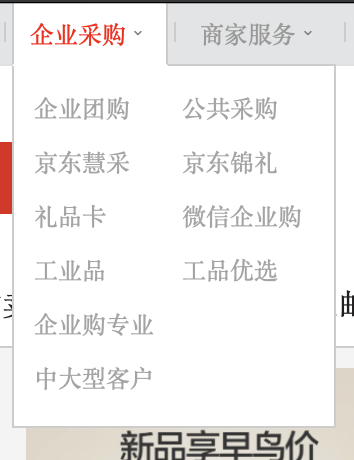 企业采购 商家服务
企业团购 公共采购
京东慧采 京东锦礼
礼品卡 微信企业购
工业品 工品优选
企业购专业
中大型客户
新品享早鸟价